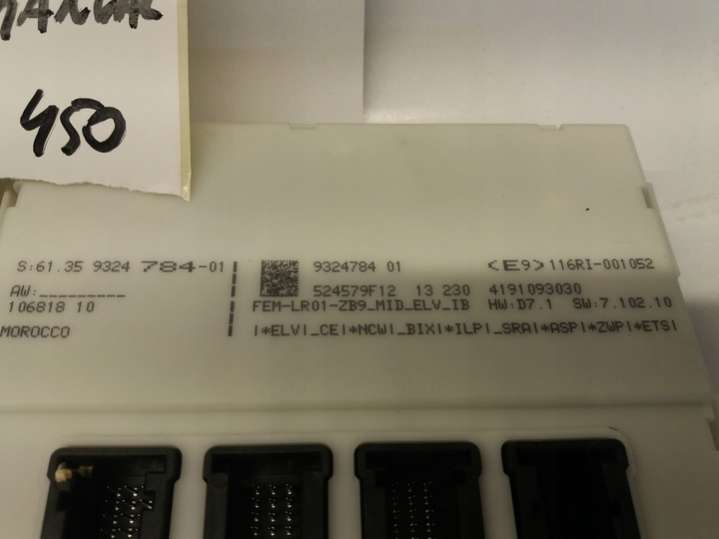 450
S:61.35 9324 784-01
AW:_________
106818 10
MOROCCO
9324784 01
<E9>116RI-001052
524579F12 13 230 4191093030
FEM-LR01-ZB9_MID_ELV_IB HW:D7.1 SW:7.102.10
|*ELV|_CE|*NCW|_BIX|*ILP|_SRA|*ASP|*ZWP|*ETS|